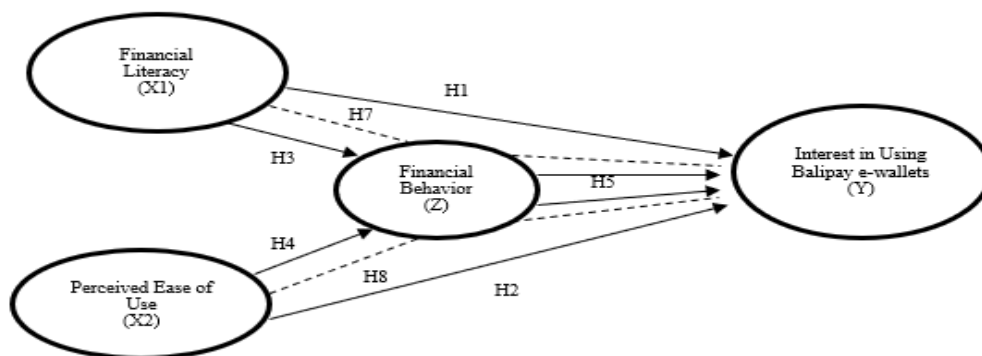 Financial
Literacy
(X1)
H1
H7
H3
Financial
Behavior
(Z)
H5
Interest in Using
Balipay e-wallets
(Y)
H4
Perceived Ease of
Use
(X2)
H8
H2